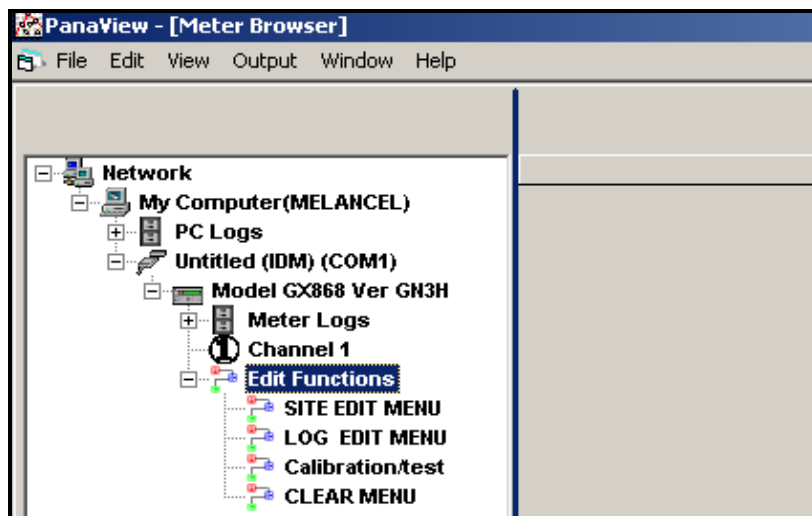 PanaView - [Meter Browser]
File Edit View Output Window Help
Network
My Computer(MELANCEL)
PC Logs
Untitled (IDM) (COM1)
Model GX868 Ver GN3H
Meter Logs
1 Channel 1
Edit Functions
SITE EDIT MENU
LOG EDIT MENU
Calibration/test
CLEAR MENU